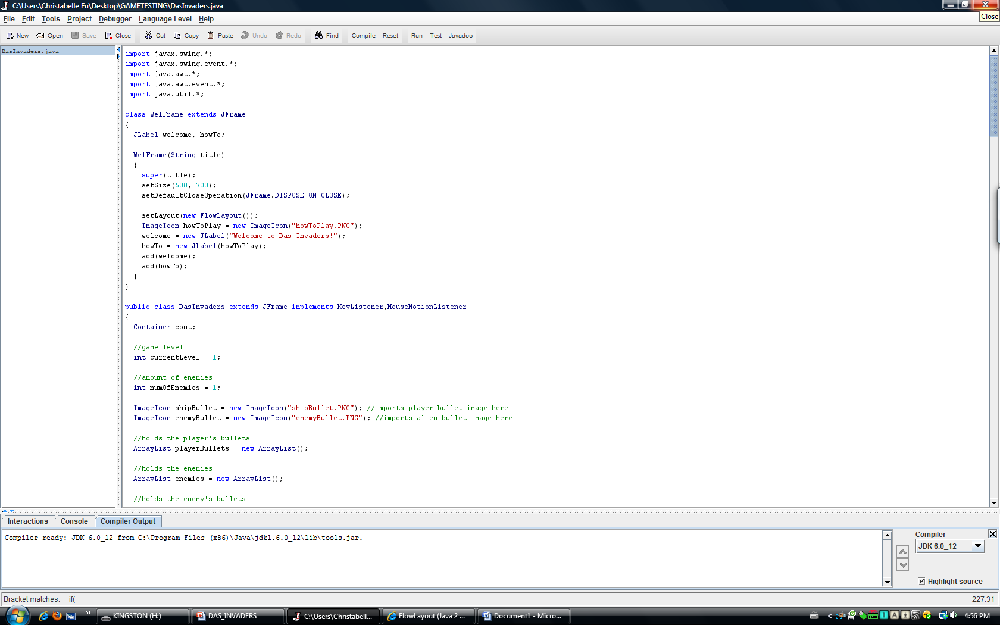 C:\Users\Christabelle Fu\Desktop\GAMETESTING\DasInvaders.java
Close
File Edit Tools Project Debugger Language Level Help
New Open Save Close Cut Copy Paste Undo Redo Find Compile Reset Run Test Javadoc
DasInvaders.java
import javax.swing.*;
import javax.swing.event.*;
import java.awt.*;
import java.awt.event.*;
import java.util.*;
class WelFrame extends JFrame
{
JLabel welcome, howTo;
WelFrame(String title)
{
super(title);
setSize(500, 700);
setDefaultCloseOperation(JFrame.DISPOSE_ON_CLOSE);
setLayout(new FlowLayout());
ImageIcon howToPlay = new ImageIcon("howToPlay.PNG");
welcome = new JLabel("Welcome to Das Invaders!");
howTo = new JLabel(howToPlay);
add(welcome);
add(howTo);
}
}
public class DasInvaders extends JFrame implements KeyListener,MouseMotionListener
{
Container cont;
//game level
int currentLevel = 1;
//amount of enemies
int numOfEnemies = 1;
ImageIcon shipBullet = new ImageIcon("shipBullet.PNG"); //imports player bullet image here
ImageIcon enemyBullet = new ImageIcon("enemyBullet.PNG"); //imports alien bullet image here
//holds the player's bullets
ArrayList playerBullets = new ArrayList();
//holds the enemies
ArrayList enemies = new ArrayList();
//holds the enemy's bullets
Interactions Console Compiler Output
Compiler ready: JDK 6.0_12 from C:\Program Files (x86)\Java\jdk1.6.0_12\lib\tools.jar.
Compiler
JDK 6.0_12
Highlight source
Bracket matches: if(
227:31
» KINGSTON (H:) DAS_INVADERS C:\Users\Christabell... FlowLayout (Java 2 ... Document1 - Micro... 4:56 PM